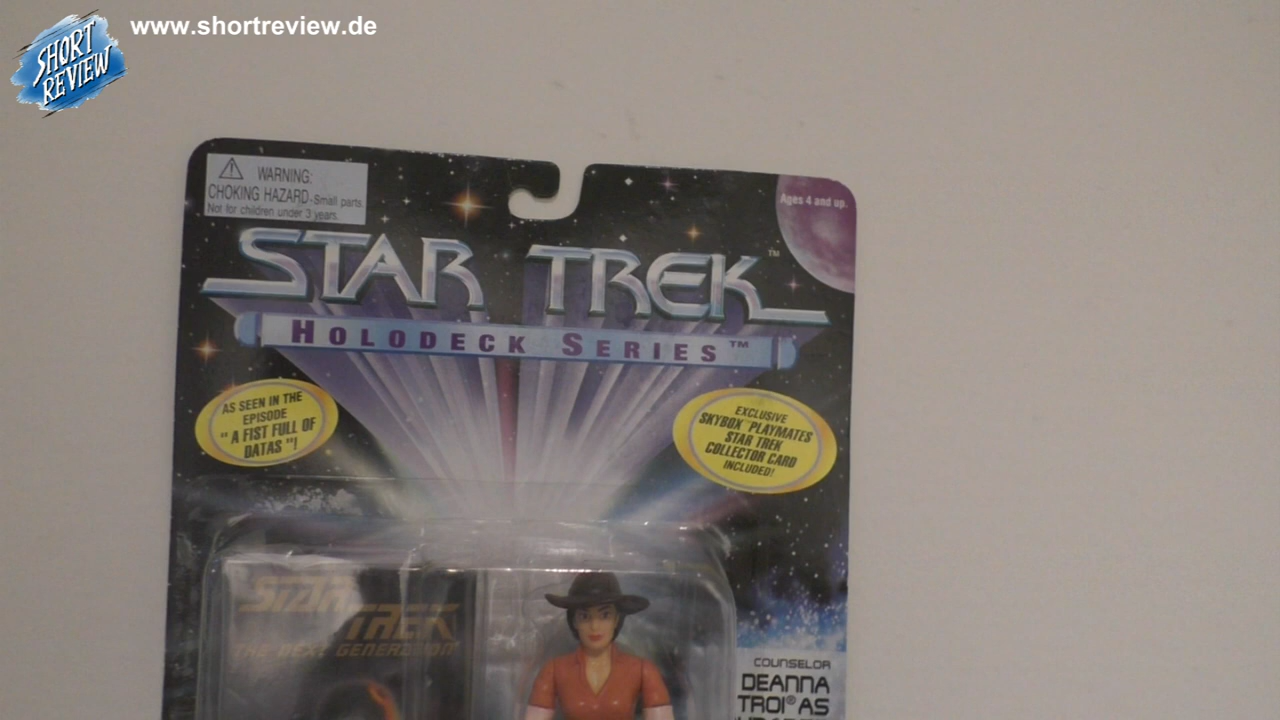 www.shortreview.de
SHORT
REVIEW
WARNING:
CHOKING HAZARD-Small parts.
Not for children under 3 years.
Ages 4 and up.
STAR TREK™
HOLODECK SERIES™
AS SEEN IN THE
EPISODE
"A FIST FULL OF
DATAS"!
EXCLUSIVE
SKYBOX PLAYMATES
STAR TREK
COLLECTOR CARD
INCLUDED!
STAR
TREK
THE NEXT GENERATION
COUNSELOR
DEANNA
TROI® AS